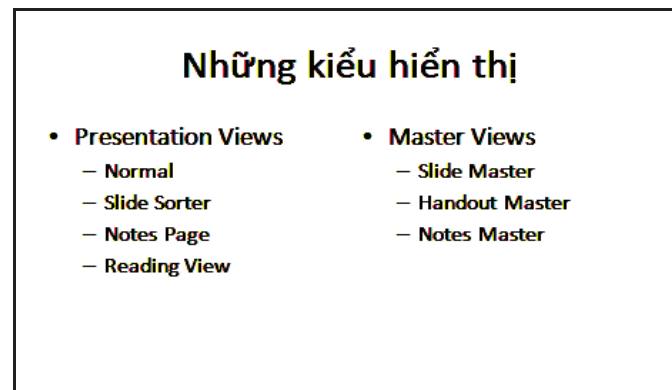 Những kiểu hiển thị
• Presentation Views
– Normal
– Slide Sorter
– Notes Page
– Reading View
• Master Views
– Slide Master
– Handout Master
– Notes Master